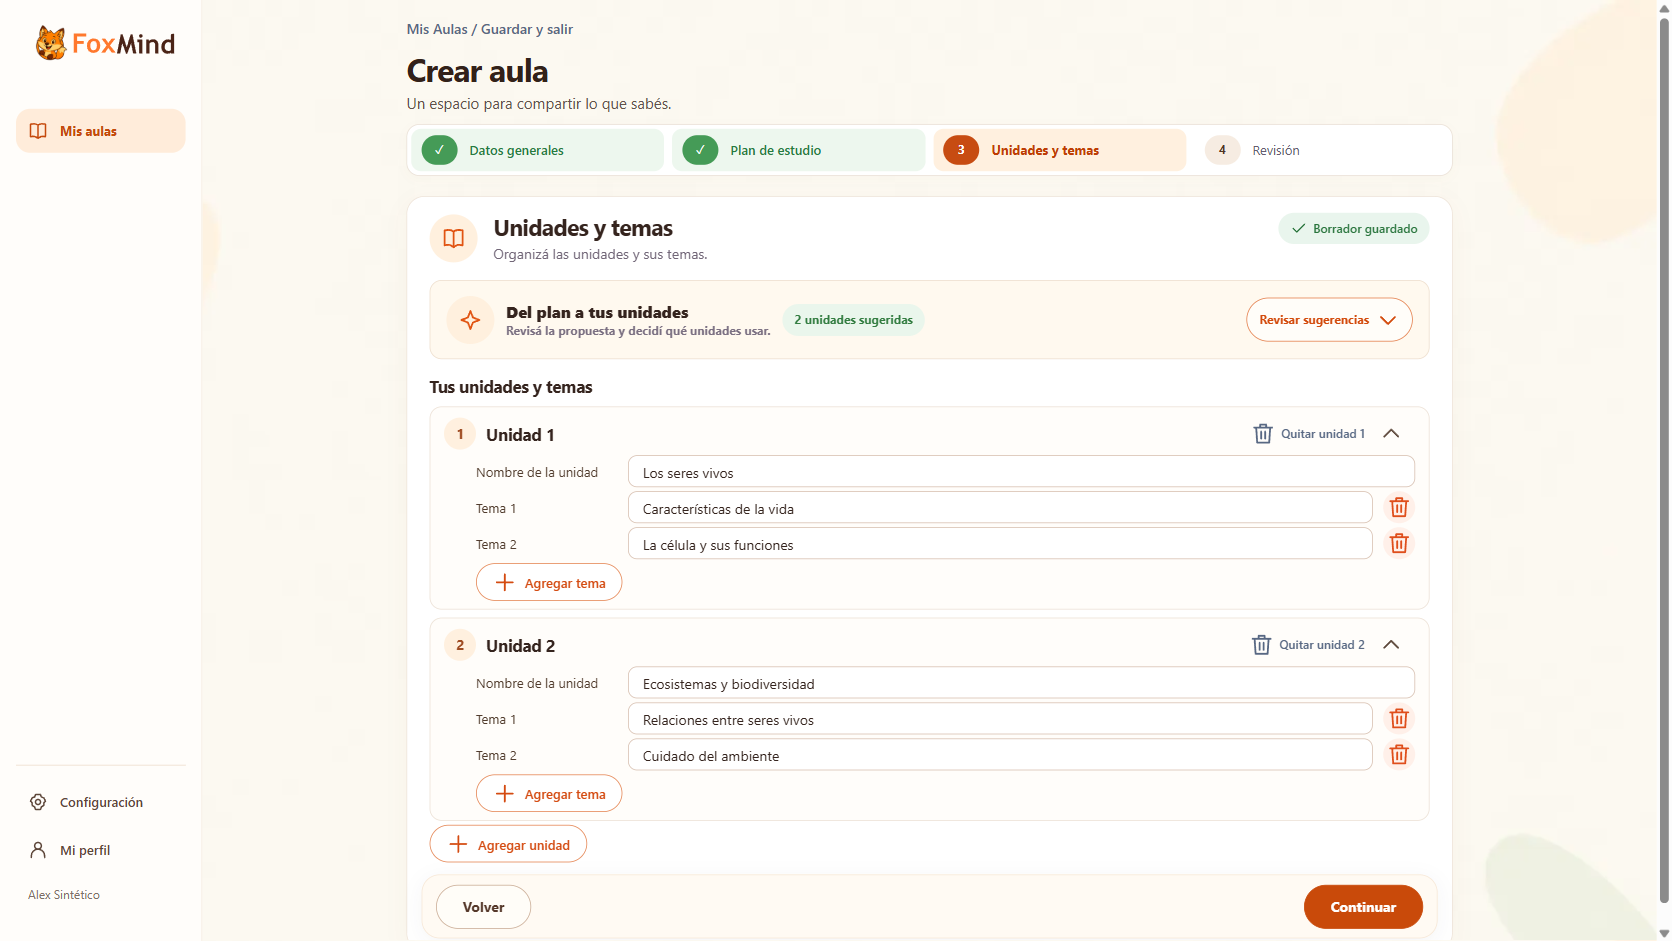 FoxMind
Mis aulas
Configuración
Mi perfil
Alex Sintético
Mis Aulas / Guardar y salir
Crear aula
Un espacio para compartir lo que sabés.
✓ Datos generales
✓ Plan de estudio
3 Unidades y temas
4 Revisión
Unidades y temas
Organizá las unidades y sus temas.
Borrador guardado
Del plan a tus unidades
Revisá la propuesta y decidí qué unidades usar.
2 unidades sugeridas
Revisar sugerencias
Tus unidades y temas
1 Unidad 1
Quitar unidad 1
Nombre de la unidad
Los seres vivos
Tema 1
Características de la vida
Tema 2
La célula y sus funciones
Agregar tema
2 Unidad 2
Quitar unidad 2
Nombre de la unidad
Ecosistemas y biodiversidad
Tema 1
Relaciones entre seres vivos
Tema 2
Cuidado del ambiente
Agregar tema
Agregar unidad
Volver
Continuar